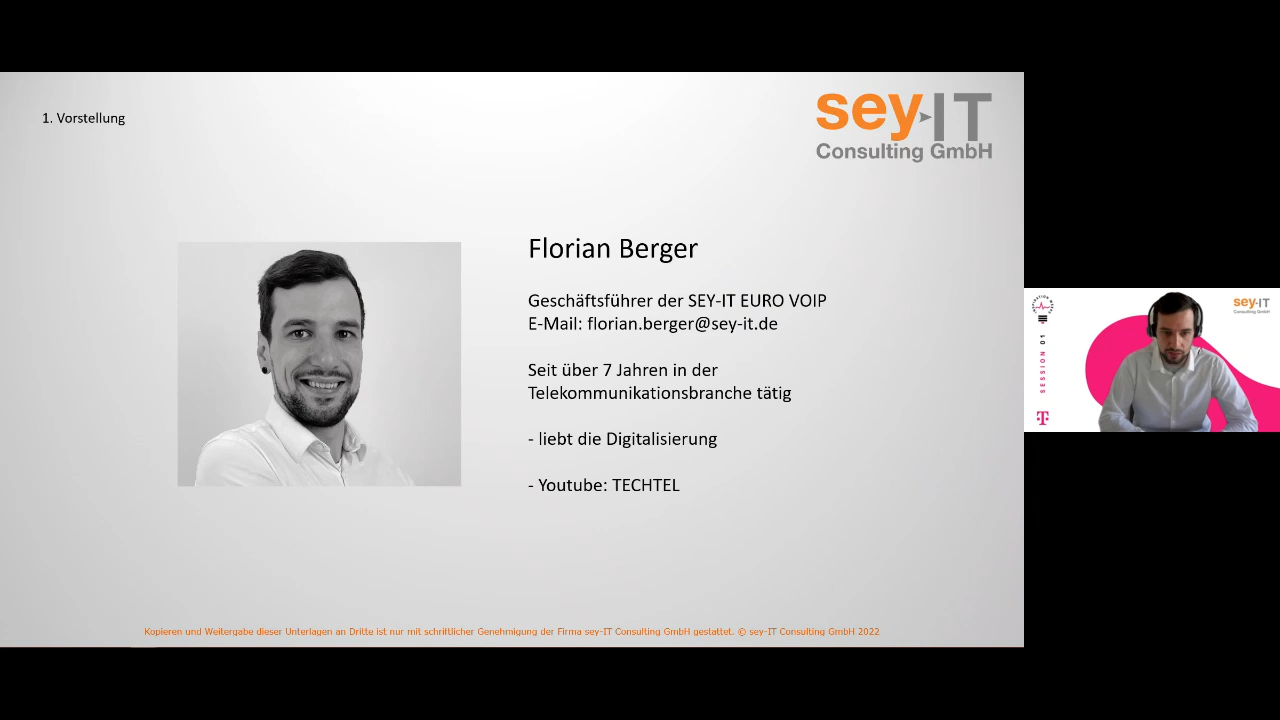 1. Vorstellung
sey-IT
Consulting GmbH
Florian Berger
Geschäftsführer der SEY-IT EURO VOIP
E-Mail: florian.berger@sey-it.de
Seit über 7 Jahren in der
Telekommunikationsbranche tätig
- liebt die Digitalisierung
- Youtube: TECHTEL
Kopieren und Weitergabe dieser Unterlagen an Dritte ist nur mit schriftlicher Genehmigung der Firma sey-IT Consulting GmbH gestattet. © sey-IT Consulting GmbH 2022
SESSION 01
T
sey-IT
Consulting GmbH